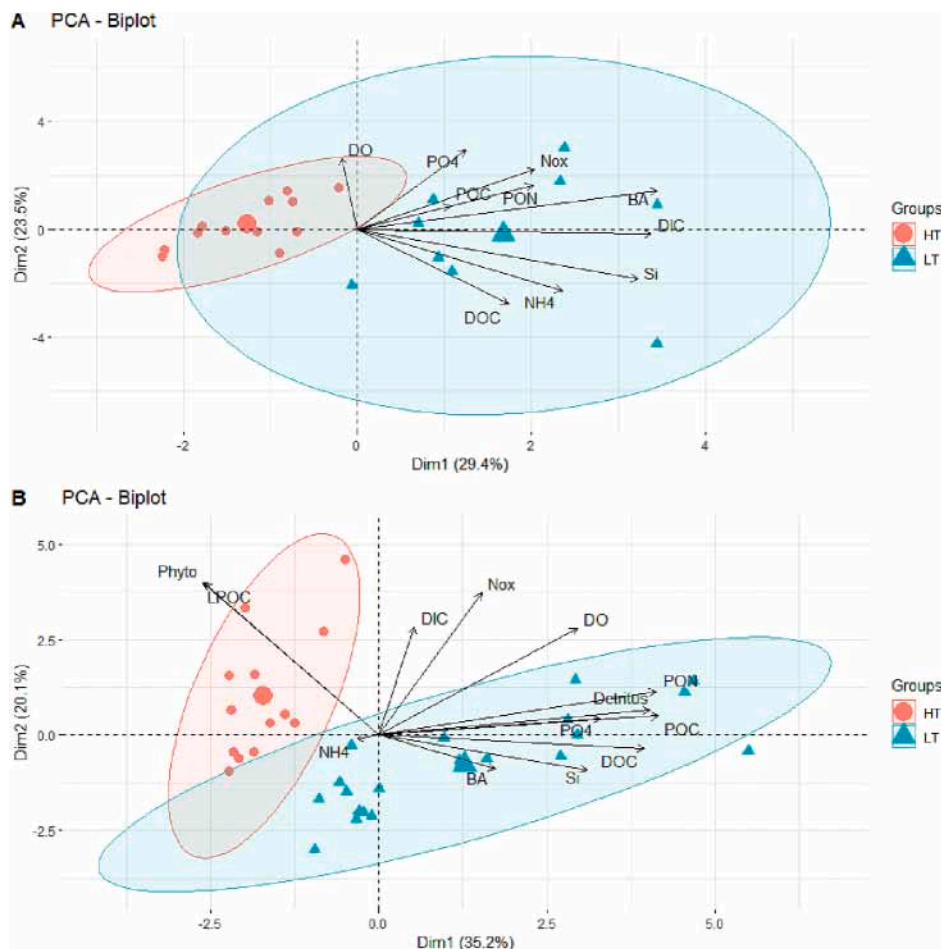 A PCA - Biplot
4
0
-4
Dim2 (23.5%)
DO
PO4
Nox
POC
PON
BA
DIC
Si
NH4
DOC
-2
0
2
4
Dim1 (29.4%)
Groups
HT
LT
B PCA - Biplot
5.0
2.5
0.0
-2.5
Dim2 (20.1%)
Phyto
LPOC
DIC
Nox
DO
PON
Detritus
PO4
POC
DOC
NH4
BA
Si
-2.5
0.0
2.5
5.0
Dim1 (35.2%)
Groups
HT
LT